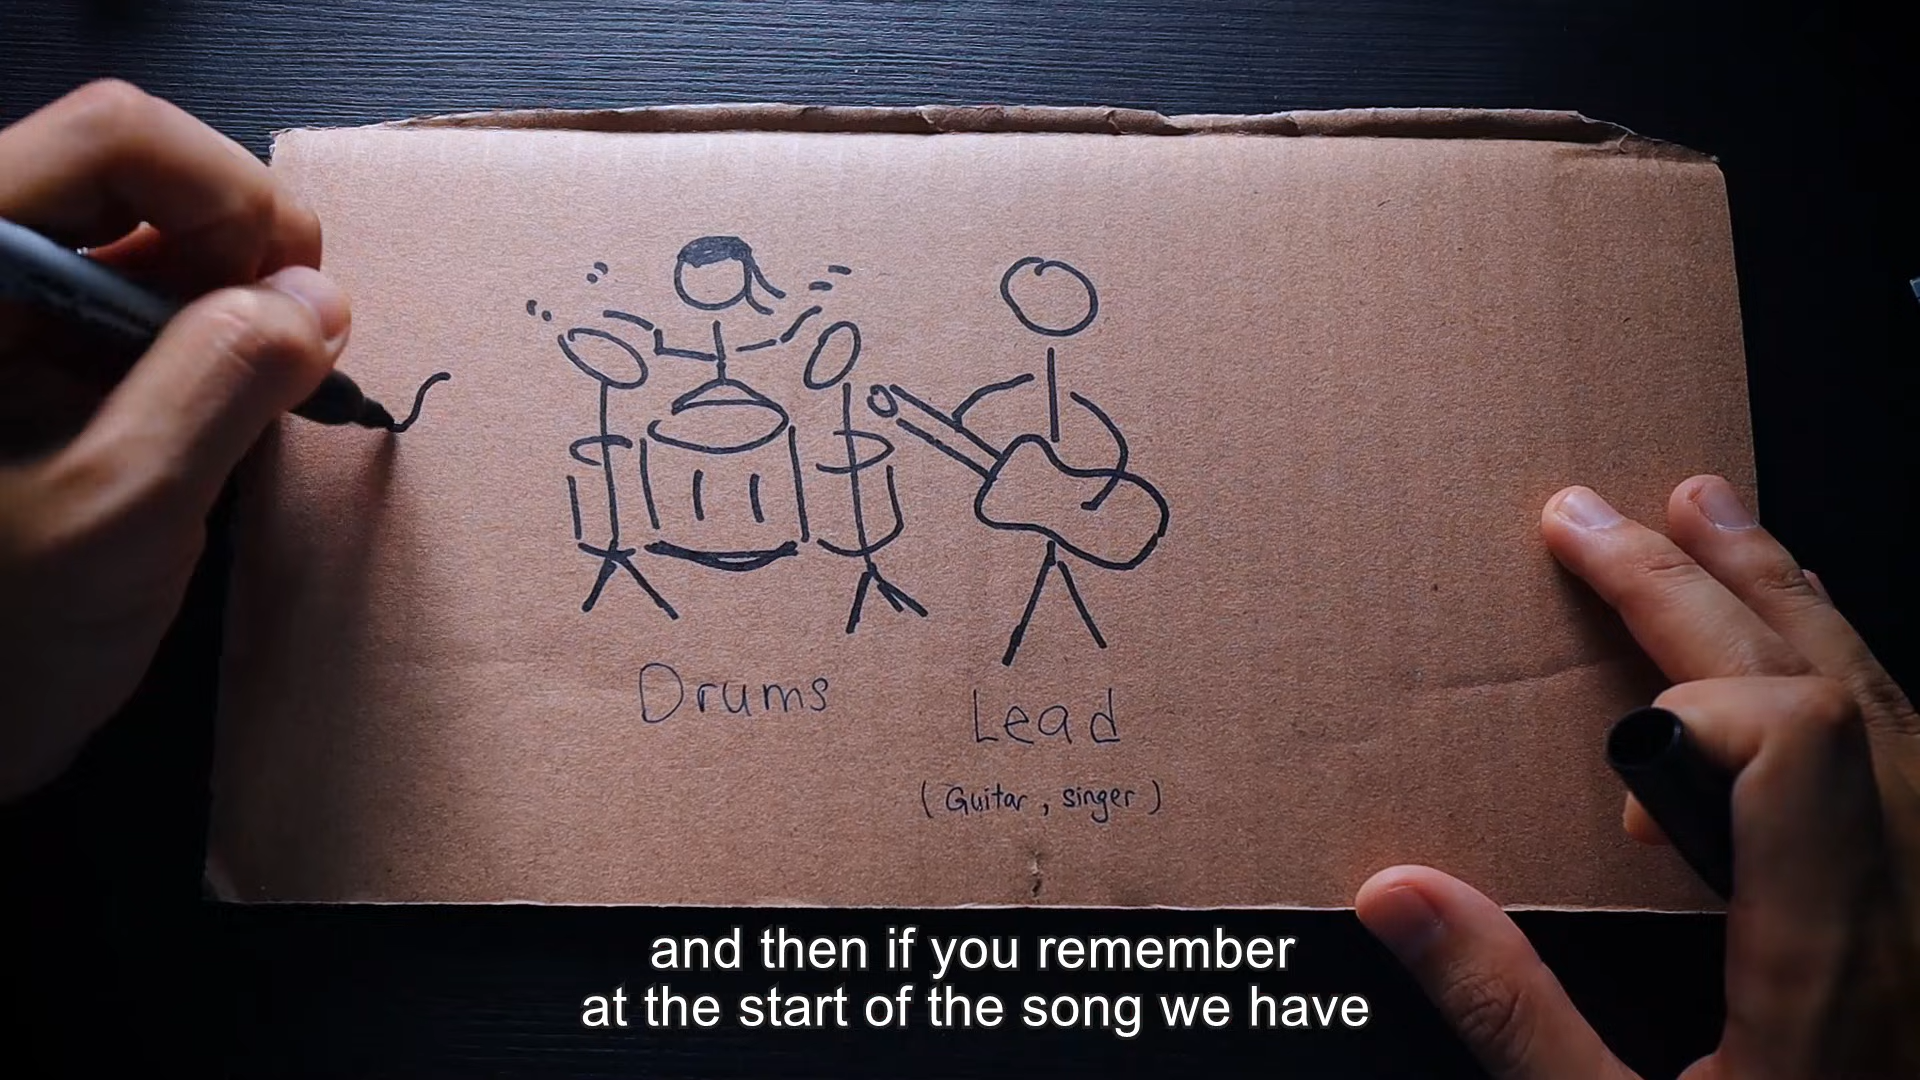 Drums
Lead
(Guitar, singer)
and then if you remember
at the start of the song we have